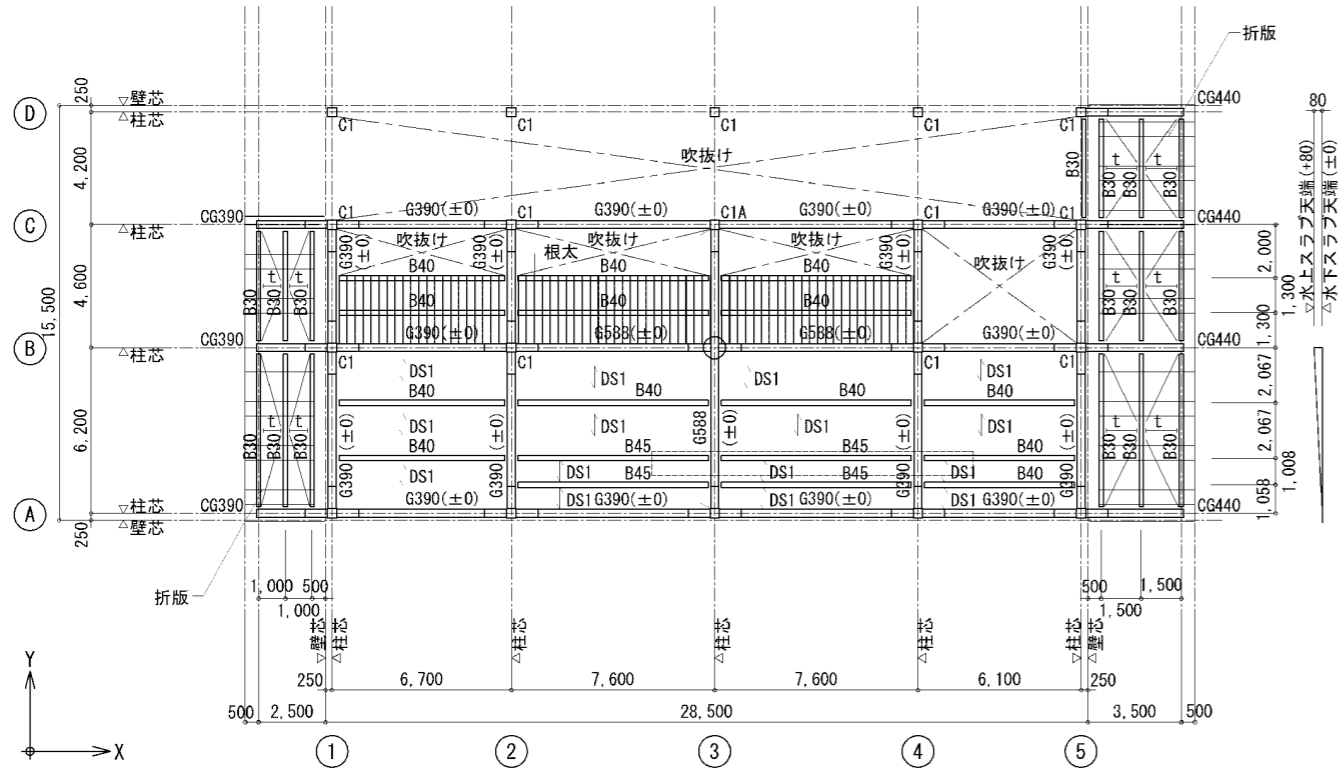 折版
250
▽壁芯
D
△柱芯
CG440
80
C1 C1 C1 C1 C1
4,200
吹抜け
B30
t t
B30 B30 B30
▽水上スラブ天端(+80)
▽水下スラブ天端(±0)
CG390
C1 G390(±0) G390(±0) C1A G390(±0) C1 G390(±0)
CG440
C
△柱芯
吹抜け 吹抜け 吹抜け
G390(±0) G390(±0) G390(±0)
根太
吹抜け
2,000
4,600
B40 B40 B40
t t
B30 B30 B30
t t
B30 B30 B30
1,300
B40 B40 B40
15,500
1,300
CG390
G390(±0) G588(±0) G588(±0) G390(±0)
CG440
B
△柱芯
C1 C1 C1 C1
DS1 DS1 DS1 DS1
B40 B40 B40 B40
2,067
6,200
G390(±0) G390(±0) G588(±0) G390(±0) G390(±0)
DS1 DS1 DS1 DS1
2,067
t t
B30 B30 B30
t t
B30 B30 B30
B40 B45 B45 B40
DS1 DS1 DS1 DS1
B45 B45 B40
1,008
CG390
G390(±0) DS1 G390(±0) DS1 G390(±0) DS1 G390(±0)
CG440
1,058
A
▽柱芯
△壁芯
250
折版
1,000 500
1,000
500 1,500
1,500
▽壁芯
△柱芯
△柱芯
△柱芯
△柱芯
▽柱芯
△壁芯
250 6,700 7,600 7,600 6,100 250
500 2,500 28,500 3,500 500
Y
X
1 2 3 4 5